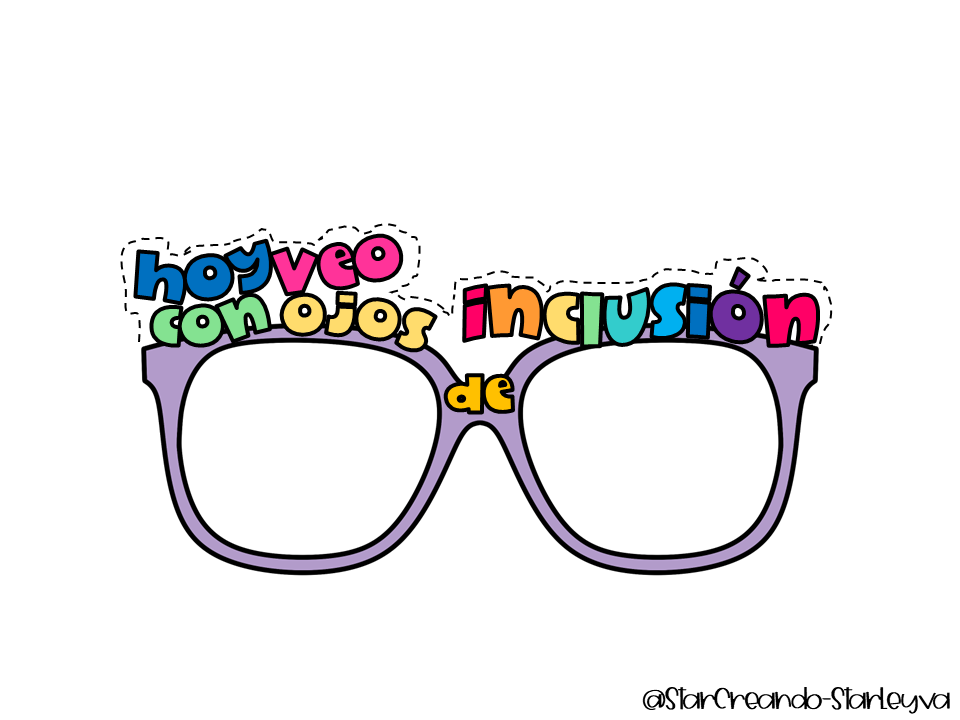 hoy veo
con ojos
de
inclusión
@StarCreando-StarLeyva